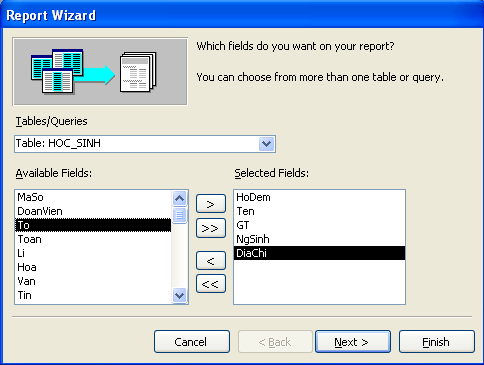 Report Wizard
Which fields do you want on your report?
You can choose from more than one table or query.
Tables/Queries
Table: HOC_SINH
Available Fields:
MaSo
DoanVien
To
Toan
Li
Hoa
Van
Tin
>
>>
<
<<
Selected Fields:
HoDem
Ten
GT
NgSinh
DiaChi
Cancel
< Back
Next >
Finish